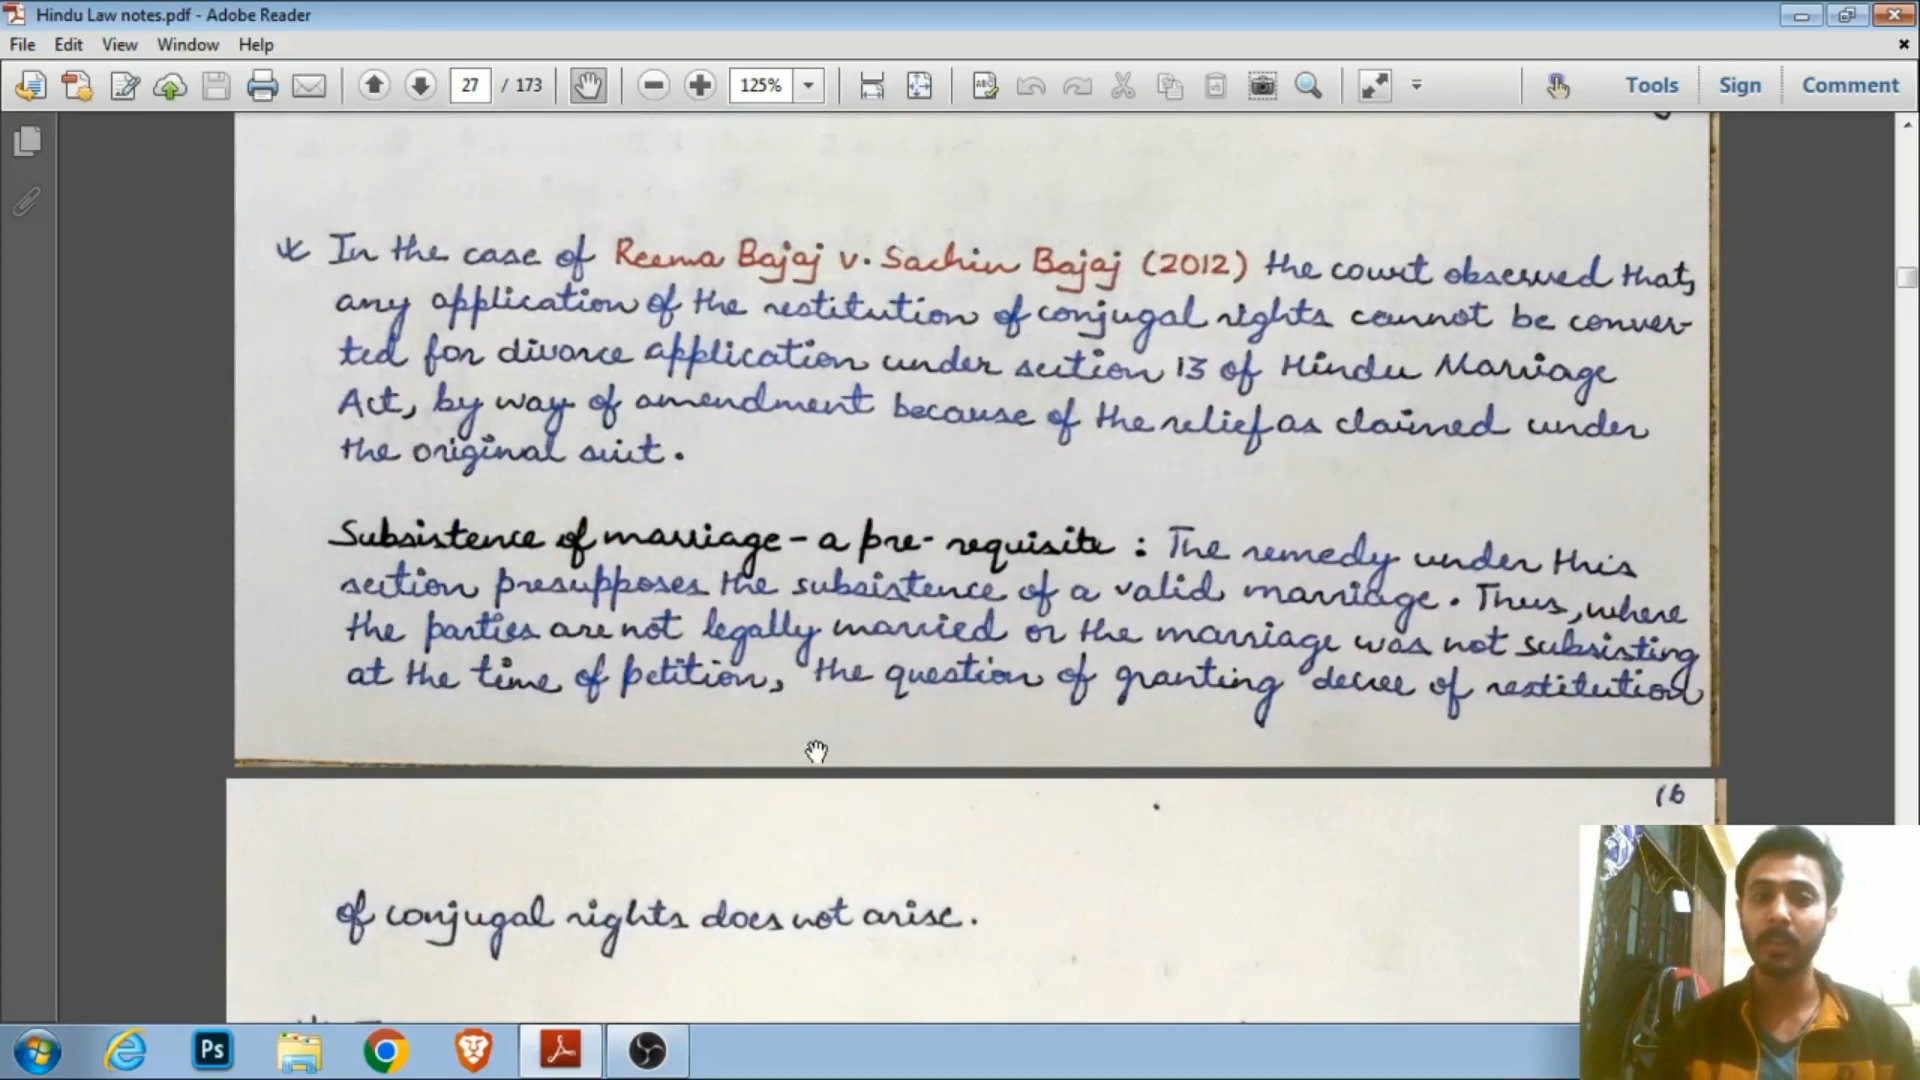 Hindu Law notes.pdf - Adobe Reader
File Edit View Window Help
27 / 173 125% Tools Sign Comment
* In the case of Reema Bajaj v. Sachin Bajaj (2012) the court observed that,
any application of the restitution of conjugal rights cannot be conver-
ted for divorce application under section 13 of Hindu Marriage
Act, by way of amendment because of the relief as claimed under
the original suit.
Subsistence of marriage - a pre-requisite : The remedy under this
section presupposes the subsistence of a valid marriage. Thus, where
the parties are not legally married or the marriage was not subsisting
at the time of petition, the question of granting decree of restitution
16
of conjugal rights does not arise.
Ps